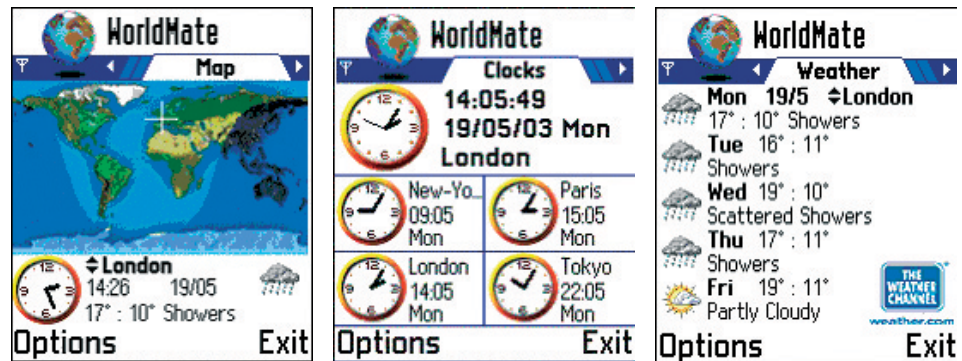 WorldMate
Map
London
14:26 19/05
17° : 10° Showers
Options Exit
WorldMate
Clocks
14:05:49
19/05/03 Mon
London
New-Yo...
09:05
Mon
Paris
15:05
Mon
London
14:05
Mon
Tokyo
22:05
Mon
Options Exit
WorldMate
Weather
Mon 19/5 London
17° : 10° Showers
Tue 16° : 11°
Showers
Wed 19° : 10°
Scattered Showers
Thu 17° : 11°
Showers
Fri 19° : 11°
Partly Cloudy
THE
WEATHER
CHANNEL
weather.com
Options Exit